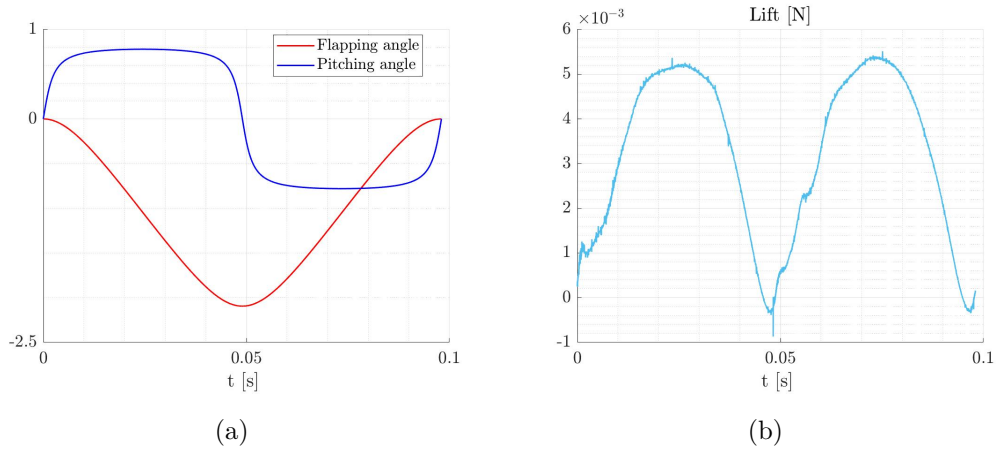 1
Flapping angle
Pitching angle
0
-2.5
0
0.05
0.1
t [s]
(a)
×10⁻³
Lift [N]
6
5
4
3
2
1
0
-1
0
0.05
0.1
t [s]
(b)